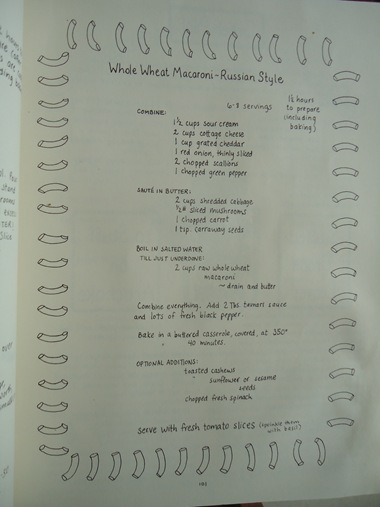 Whole Wheat Macaroni-Russian Style
6-8 servings
1½ hours
to prepare
(including
baking)
COMBINE:
1½ cups sour cream
2 cups cottage cheese
1 cup grated cheddar
1 red onion, thinly sliced
2 chopped scallions
1 chopped green pepper
SAUTÉ IN BUTTER:
2 cups shredded cabbage
½# sliced mushrooms
1 chopped carrot
1 tsp. carraway seeds
BOIL IN SALTED WATER
TILL JUST UNDERDONE:
2 cups raw whole wheat
macaroni
~ drain and butter
Combine everything. Add 2 Tbs. tamari sauce
and lots of fresh black pepper.
Bake in a buttered casserole, covered, at 350°
40 minutes.
OPTIONAL ADDITIONS:
toasted cashews
" sunflower or sesame
seeds
chopped fresh spinach
serve with fresh tomato slices (sprinkle them
with basil)